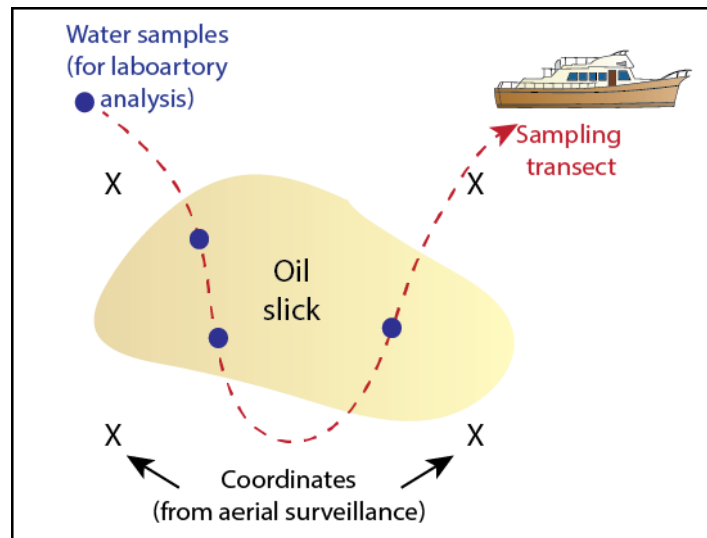 Water samples
(for laboartory
analysis)
Sampling
transect
X
X
Oil
slick
X
X
Coordinates
(from aerial surveillance)